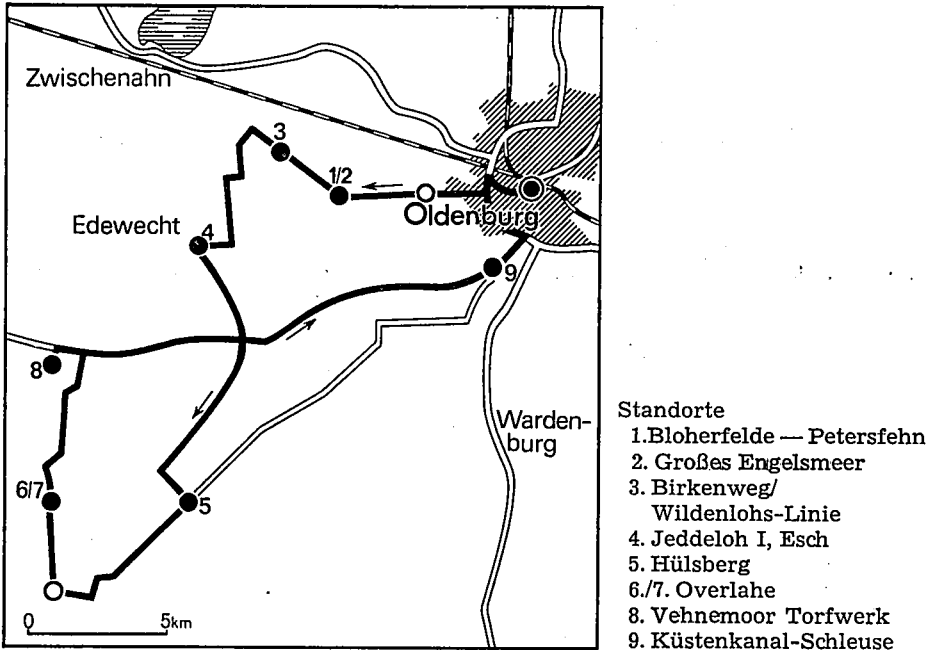 Zwischenahn
3
1/2
Oldenburg
Edewecht
4
9
8
Warden-
burg
6/7
5
0
5km
Standorte
1.Bloherfelde — Petersfehn
2. Großes Engelsmeer
3. Birkenweg/
Wildenlohs-Linie
4. Jeddeloh I, Esch
5. Hülsberg
6./7. Overlahe
8. Vehnemoor Torfwerk
9. Küstenkanal-Schleuse